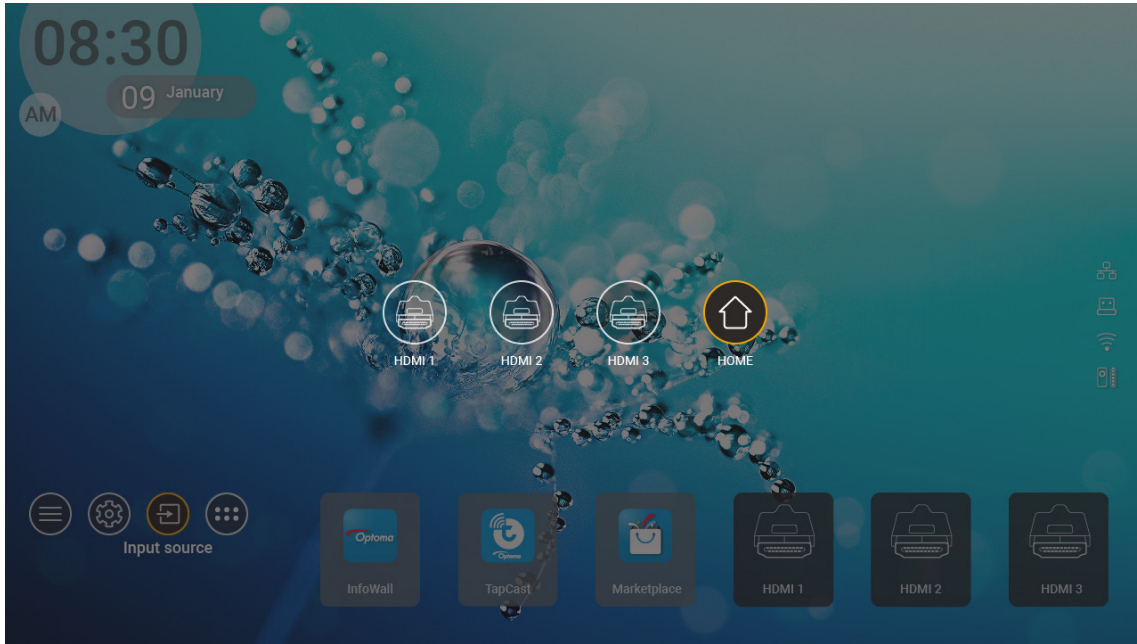 08:30
09 January
AM
HDMI 1 HDMI 2 HDMI 3 HOME
Input source
Optoma
Optoma
InfoWall TapCast Marketplace HDMI 1 HDMI 2 HDMI 3